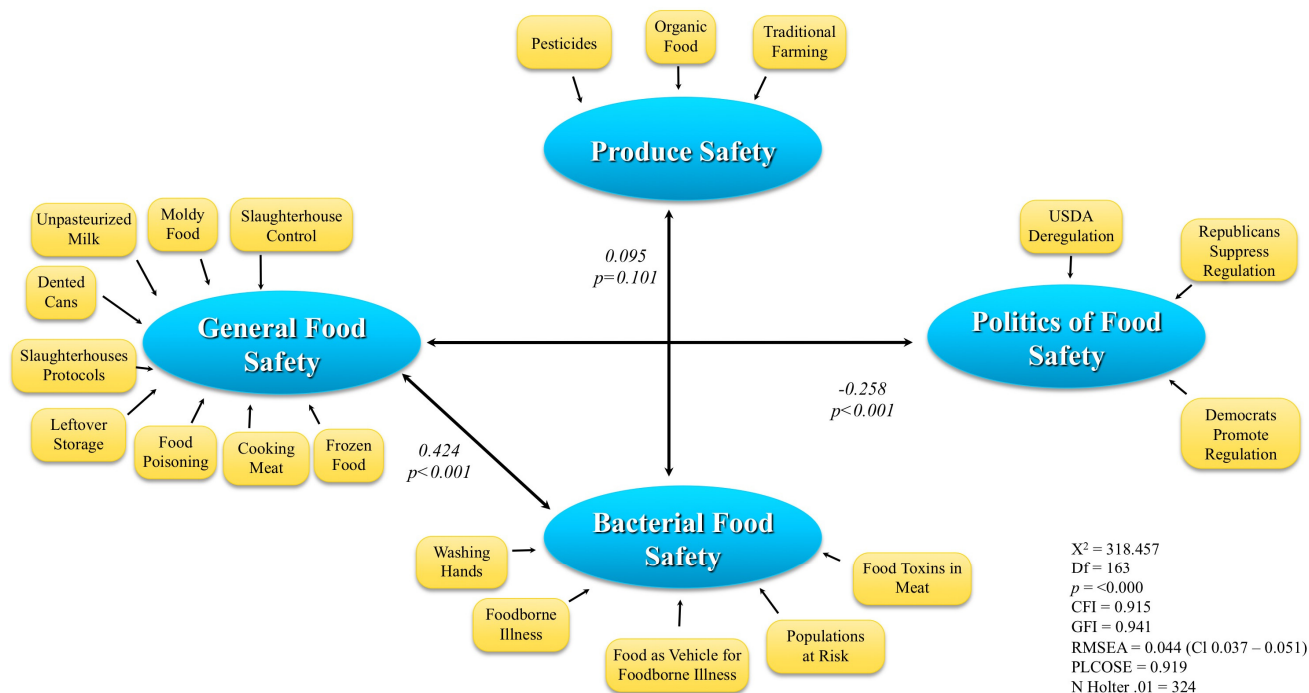 Pesticides
Organic
Food
Traditional
Farming
Produce Safety
Unpasteurized
Milk
Moldy
Food
Slaughterhouse
Control
Dented
Cans
General Food
Safety
Slaughterhouses
Protocols
Leftover
Storage
Food
Poisoning
Cooking
Meat
Frozen
Food
0.095
p=0.101
USDA
Deregulation
Republicans
Suppress
Regulation
Politics of Food
Safety
-0.258
p<0.001
Democrats
Promote
Regulation
0.424
p<0.001
Bacterial Food
Safety
Washing
Hands
Foodborne
Illness
Food as Vehicle for
Foodborne Illness
Populations
at Risk
Food Toxins in
Meat
X² = 318.457
Df = 163
p = <0.000
CFI = 0.915
GFI = 0.941
RMSEA = 0.044 (Cl 0.037 – 0.051)
PLCOSE = 0.919
N Holter .01 = 324